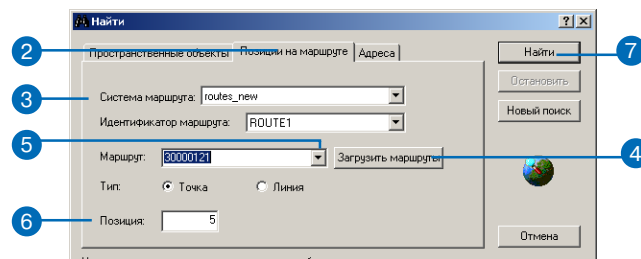 Найти
2
Пространственные объекты Позиции на маршруте Адреса
Найти
7
Остановить
3
Система маршрута: routes_new
Новый поиск
Идентификатор маршрута: ROUTE1
5
Маршрут: 30000121 Загрузить маршруты
4
Тип: Точка Линия
6
Позиция: 5
Отмена